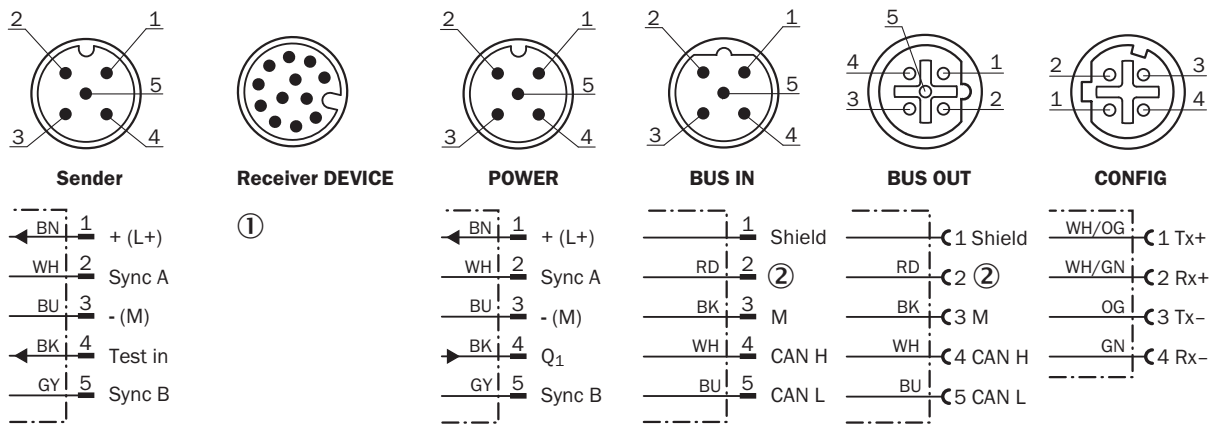 2 1 5 3 4
2 1 5 3 4
2 1 5 3 4
5 4 1 3 2
2 3 1 4
Sender
Receiver DEVICE
POWER
BUS IN
BUS OUT
CONFIG
BN 1 + (L+)
WH 2 Sync A
BU 3 - (M)
BK 4 Test in
GY 5 Sync B
①
BN 1 + (L+)
WH 2 Sync A
BU 3 - (M)
BK 4 Q1
GY 5 Sync B
1 Shield
RD 2 ②
BK 3 M
WH 4 CAN H
BU 5 CAN L
1 Shield
RD 2 ②
BK 3 M
WH 4 CAN H
BU 5 CAN L
WH/OG 1 Tx+
WH/GN 2 Rx+
OG 3 Tx–
GN 4 Rx–